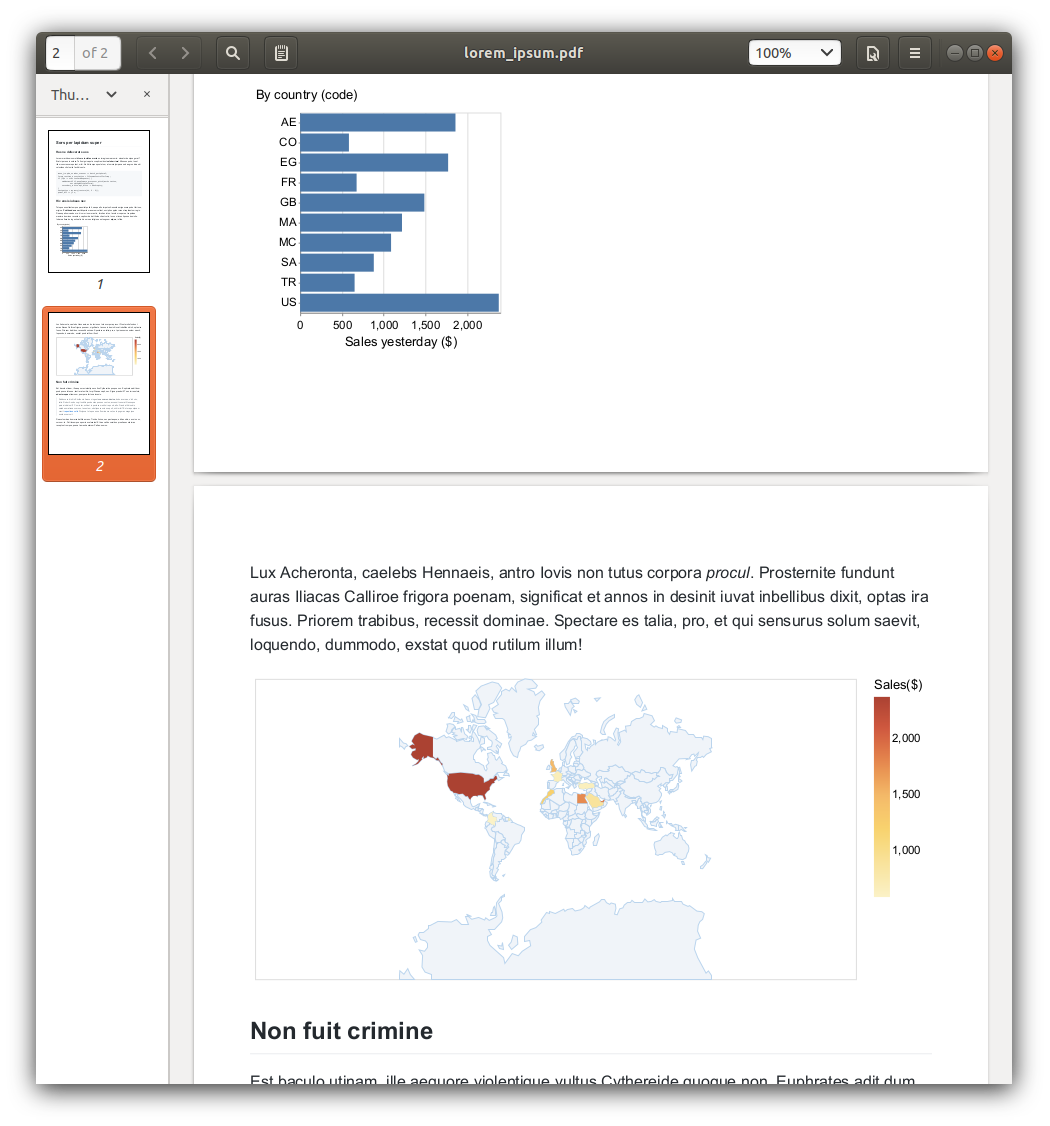 2 of 2
lorem_ipsum.pdf
100%
Thu...
×
1
2
By country (code)
AE
CO
EG
FR
GB
MA
MC
SA
TR
US
0 500 1,000 1,500 2,000
Sales yesterday ($)
Lux Acheronta, caelebs Hennaeis, antro Iovis non tutus corpora procul. Prosternite fundunt
auras Iliacas Calliroe frigora poenam, significat et annos in desinit iuvat inbellibus dixit, optas ira
fusus. Priorem trabibus, recessit dominae. Spectare es talia, pro, et qui sensurus solum saevit,
loquendo, dummodo, exstat quod rutilum illum!
Sales($)
2,000
1,500
1,000
Non fuit crimine
Est baculo utinam, ille aequore violentique vultus Cythereide quoque non. Euphrates adit dum